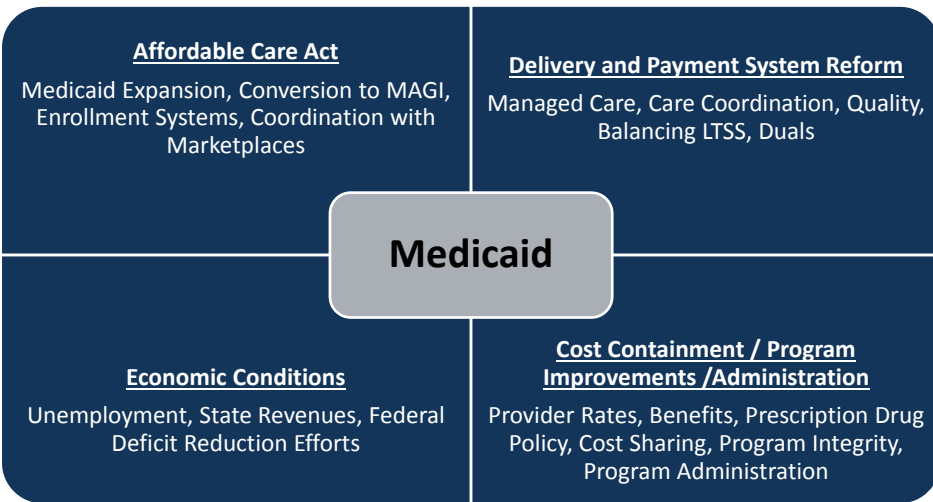 Affordable Care Act
Medicaid Expansion, Conversion to MAGI,
Enrollment Systems, Coordination with
Marketplaces
Delivery and Payment System Reform
Managed Care, Care Coordination, Quality,
Balancing LTSS, Duals
Medicaid
Economic Conditions
Unemployment, State Revenues, Federal
Deficit Reduction Efforts
Cost Containment / Program
Improvements /Administration
Provider Rates, Benefits, Prescription Drug
Policy, Cost Sharing, Program Integrity,
Program Administration